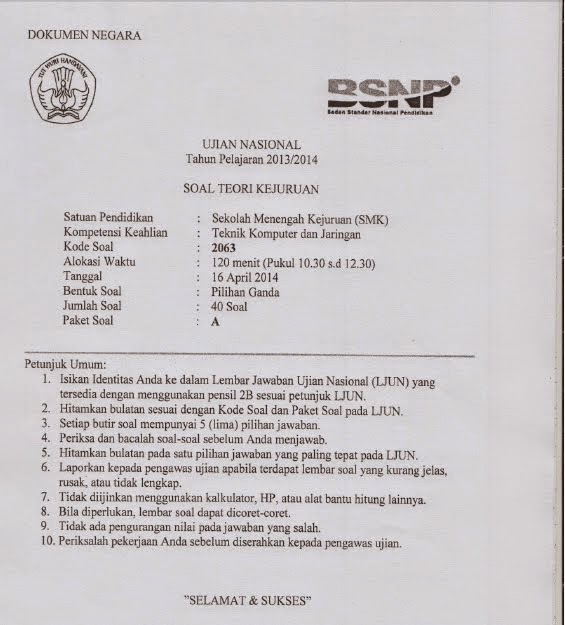 DOKUMEN NEGARA
TUT WURI HANDAYANI
BSNP
Badan Standar Nasional Pendidikan
UJIAN NASIONAL
Tahun Pelajaran 2013/2014
SOAL TEORI KEJURUAN
Satuan Pendidikan : Sekolah Menengah Kejuruan (SMK)
Kompetensi Keahlian : Teknik Komputer dan Jaringan
Kode Soal : 2063
Alokasi Waktu : 120 menit (Pukul 10.30 s.d 12.30)
Tanggal : 16 April 2014
Bentuk Soal : Pilihan Ganda
Jumlah Soal : 40 Soal
Paket Soal : A
Petunjuk Umum:
1. Isikan Identitas Anda ke dalam Lembar Jawaban Ujian Nasional (LJUN) yang
tersedia dengan menggunakan pensil 2B sesuai petunjuk LJUN.
2. Hitamkan bulatan sesuai dengan Kode Soal dan Paket Soal pada LJUN.
3. Setiap butir soal mempunyai 5 (lima) pilihan jawaban.
4. Periksa dan bacalah soal-soal sebelum Anda menjawab.
5. Hitamkan bulatan pada satu pilihan jawaban yang paling tepat pada LJUN.
6. Laporkan kepada pengawas ujian apabila terdapat lembar soal yang kurang jelas,
rusak, atau tidak lengkap.
7. Tidak diijinkan menggunakan kalkulator, HP, atau alat bantu hitung lainnya.
8. Bila diperlukan, lembar soal dapat dicoret-coret.
9. Tidak ada pengurangan nilai pada jawaban yang salah.
10. Periksalah pekerjaan Anda sebelum diserahkan kepada pengawas ujian.
"SELAMAT & SUKSES"